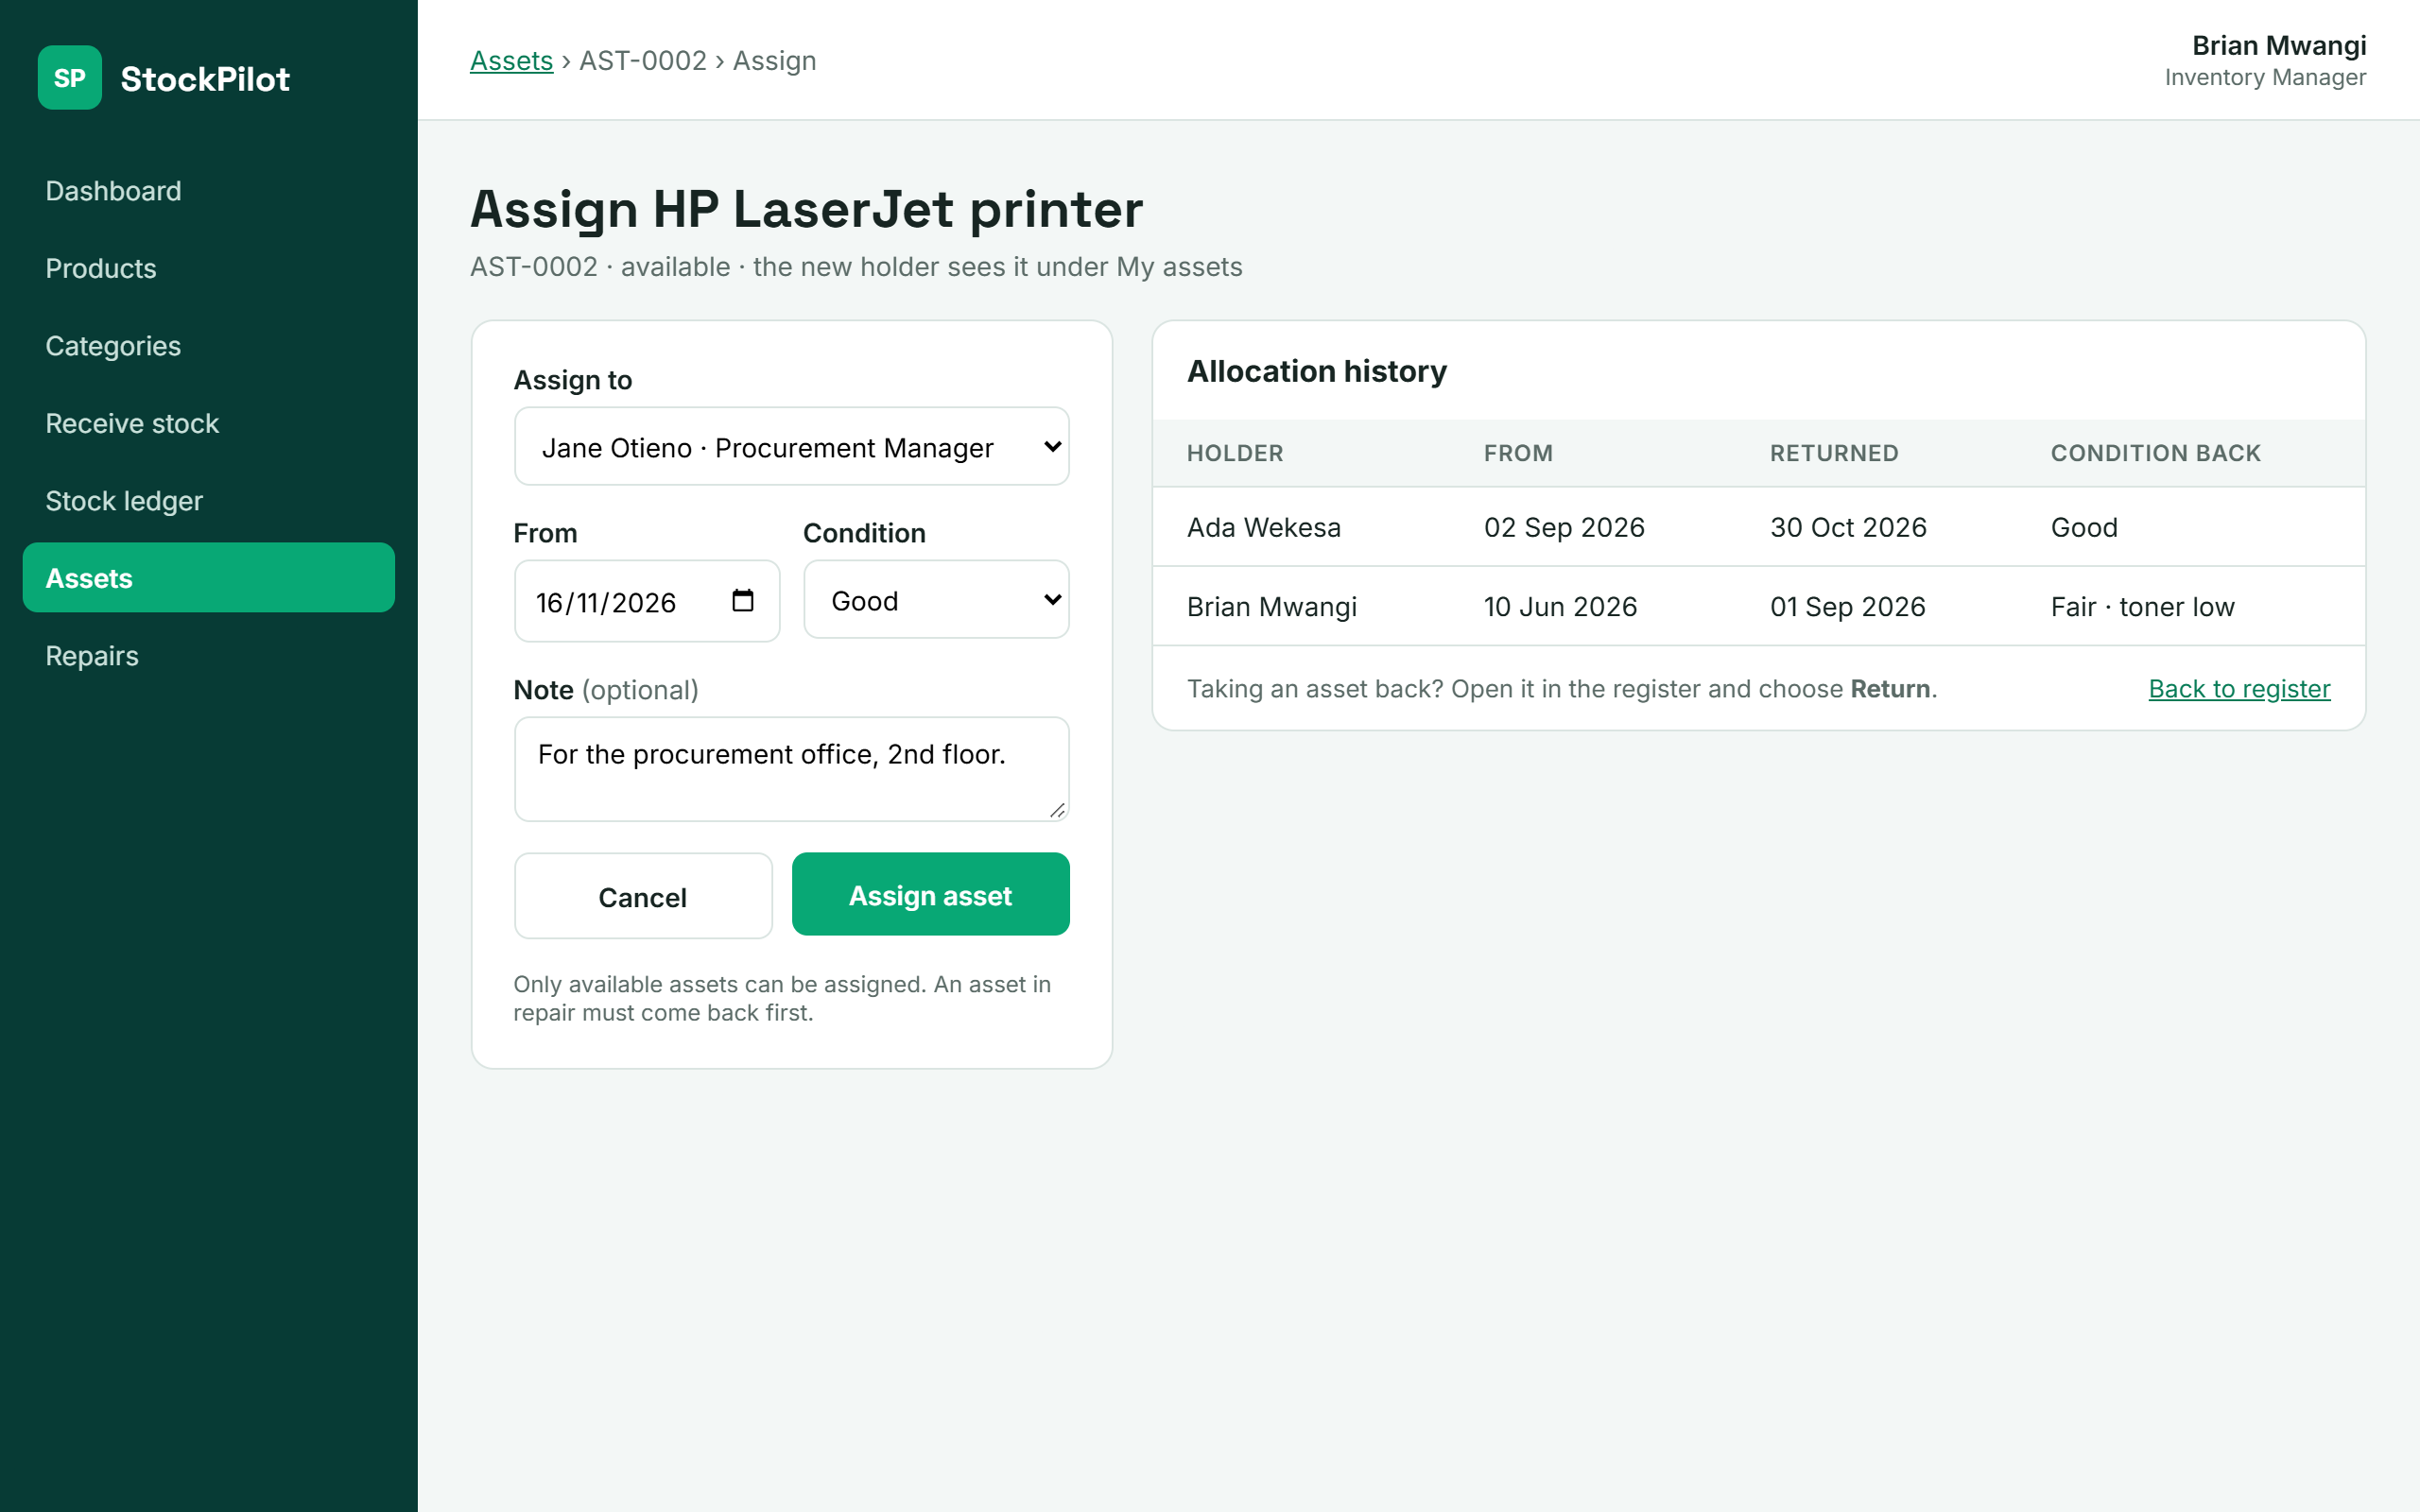 SP StockPilot
Dashboard
Products
Categories
Receive stock
Stock ledger
Assets
Repairs
Assets › AST-0002 › Assign
Brian Mwangi
Inventory Manager
Assign HP LaserJet printer
AST-0002 · available · the new holder sees it under My assets
Assign to
Jane Otieno · Procurement Manager
From Condition
16/11/2026 Good
Note (optional)
For the procurement office, 2nd floor.
Cancel Assign asset
Only available assets can be assigned. An asset in
repair must come back first.
Allocation history
HOLDER FROM RETURNED CONDITION BACK
Ada Wekesa 02 Sep 2026 30 Oct 2026 Good
Brian Mwangi 10 Jun 2026 01 Sep 2026 Fair · toner low
Taking an asset back? Open it in the register and choose Return. Back to register